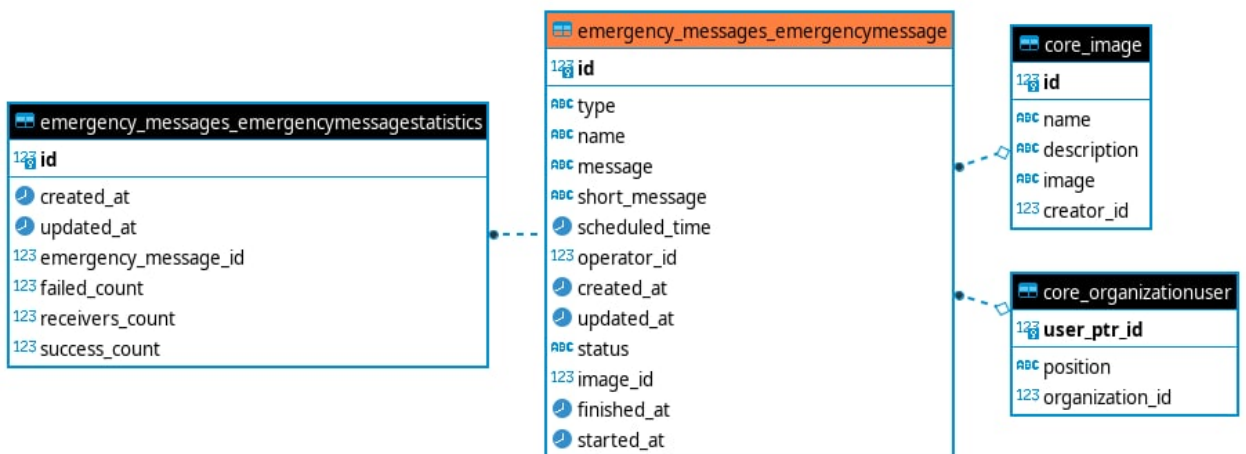 emergency_messages_emergencymessagestatistics
123 id
created_at
updated_at
123 emergency_message_id
123 failed_count
123 receivers_count
123 success_count
emergency_messages_emergencymessage
123 id
ABC type
ABC name
ABC message
ABC short_message
scheduled_time
123 operator_id
created_at
updated_at
ABC status
123 image_id
finished_at
started_at
core_image
123 id
ABC name
ABC description
ABC image
123 creator_id
core_organizationuser
123 user_ptr_id
ABC position
123 organization_id